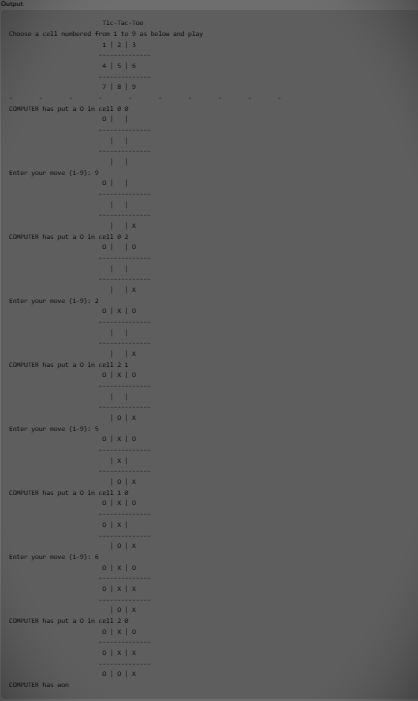 Output
Tic-Tac-Toe
Choose a cell numbered from 1 to 9 as below and play
1 | 2 | 3
--------------
4 | 5 | 6
--------------
7 | 8 | 9
- - - - - - - - - -
COMPUTER has put a O in cell 0 0
O |   |
--------------
|   |
--------------
|   |
Enter your move (1-9): 9
O |   |
--------------
|   |
--------------
|   | X
COMPUTER has put a O in cell 0 2
O |   | O
--------------
|   |
--------------
|   | X
Enter your move (1-9): 2
O | X | O
--------------
|   |
--------------
|   | X
COMPUTER has put a O in cell 2 1
O | X | O
--------------
|   |
--------------
| O | X
Enter your move (1-9): 5
O | X | O
--------------
| X |
--------------
| O | X
COMPUTER has put a O in cell 1 0
O | X | O
--------------
O | X |
--------------
| O | X
Enter your move (1-9): 6
O | X | O
--------------
O | X | X
--------------
| O | X
COMPUTER has put a O in cell 2 0
O | X | O
--------------
O | X | X
--------------
O | O | X
COMPUTER has won